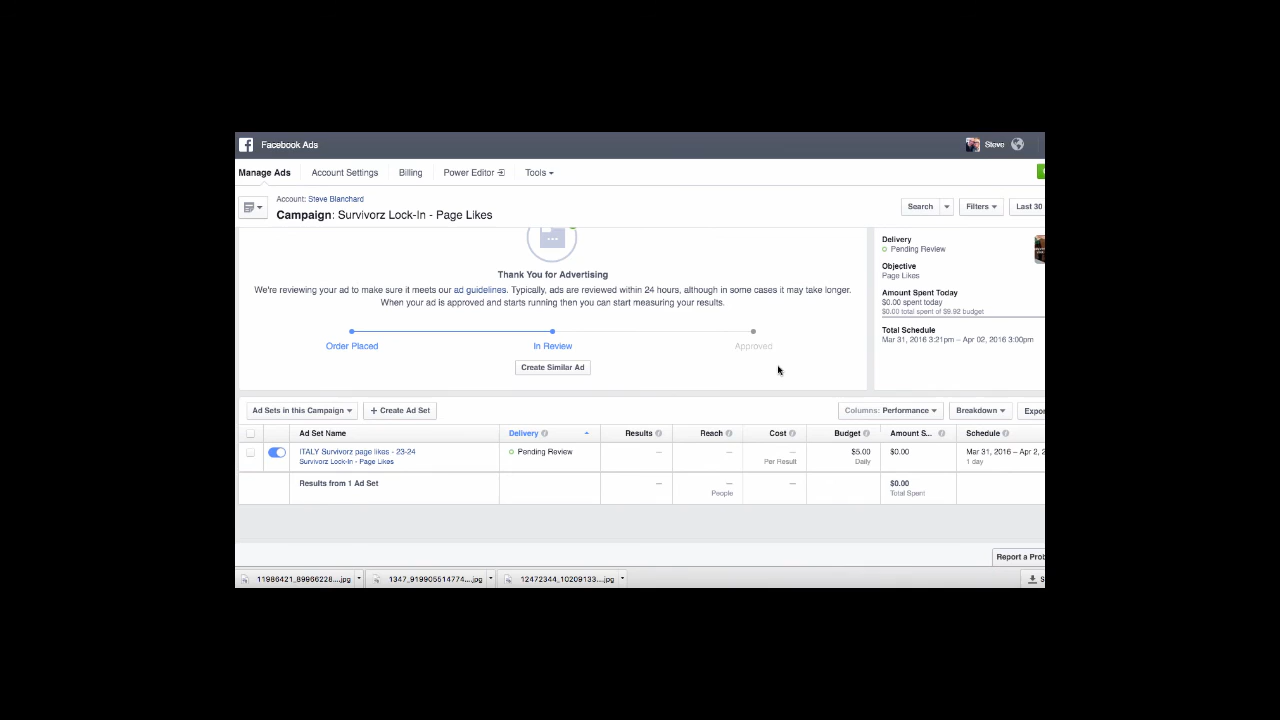 Facebook Ads
Steve
Manage Ads Account Settings Billing Power Editor Tools
Account: Steve Blanchard
Campaign: Survivorz Lock-In - Page Likes
Search Filters Last 30
Thank You for Advertising
We're reviewing your ad to make sure it meets our ad guidelines. Typically, ads are reviewed within 24 hours, although in some cases it may take longer.
When your ad is approved and starts running then you can start measuring your results.
Order Placed In Review Approved
Create Similar Ad
Delivery
Pending Review
Objective
Page Likes
Amount Spent Today
$0.00 spent today
$0.00 total spent of $9.92 budget
Total Schedule
Mar 31, 2016 3:21pm – Apr 02, 2016 3:00pm
Ad Sets in this Campaign + Create Ad Set Columns: Performance Breakdown Expor
Ad Set Name Delivery Results Reach Cost Budget Amount S... Schedule
ITALY Survivorz page likes - 23-24 Pending Review — — — $5.00 $0.00 Mar 31, 2016 – Apr 2, 2
Survivorz Lock-In - Page Likes Per Result Daily 1 day
Results from 1 Ad Set — — — $0.00
People Total Spent
Report a Prob
11986421_89966228....jpg 1347_919905514774....jpg 12472344_10209133....jpg S